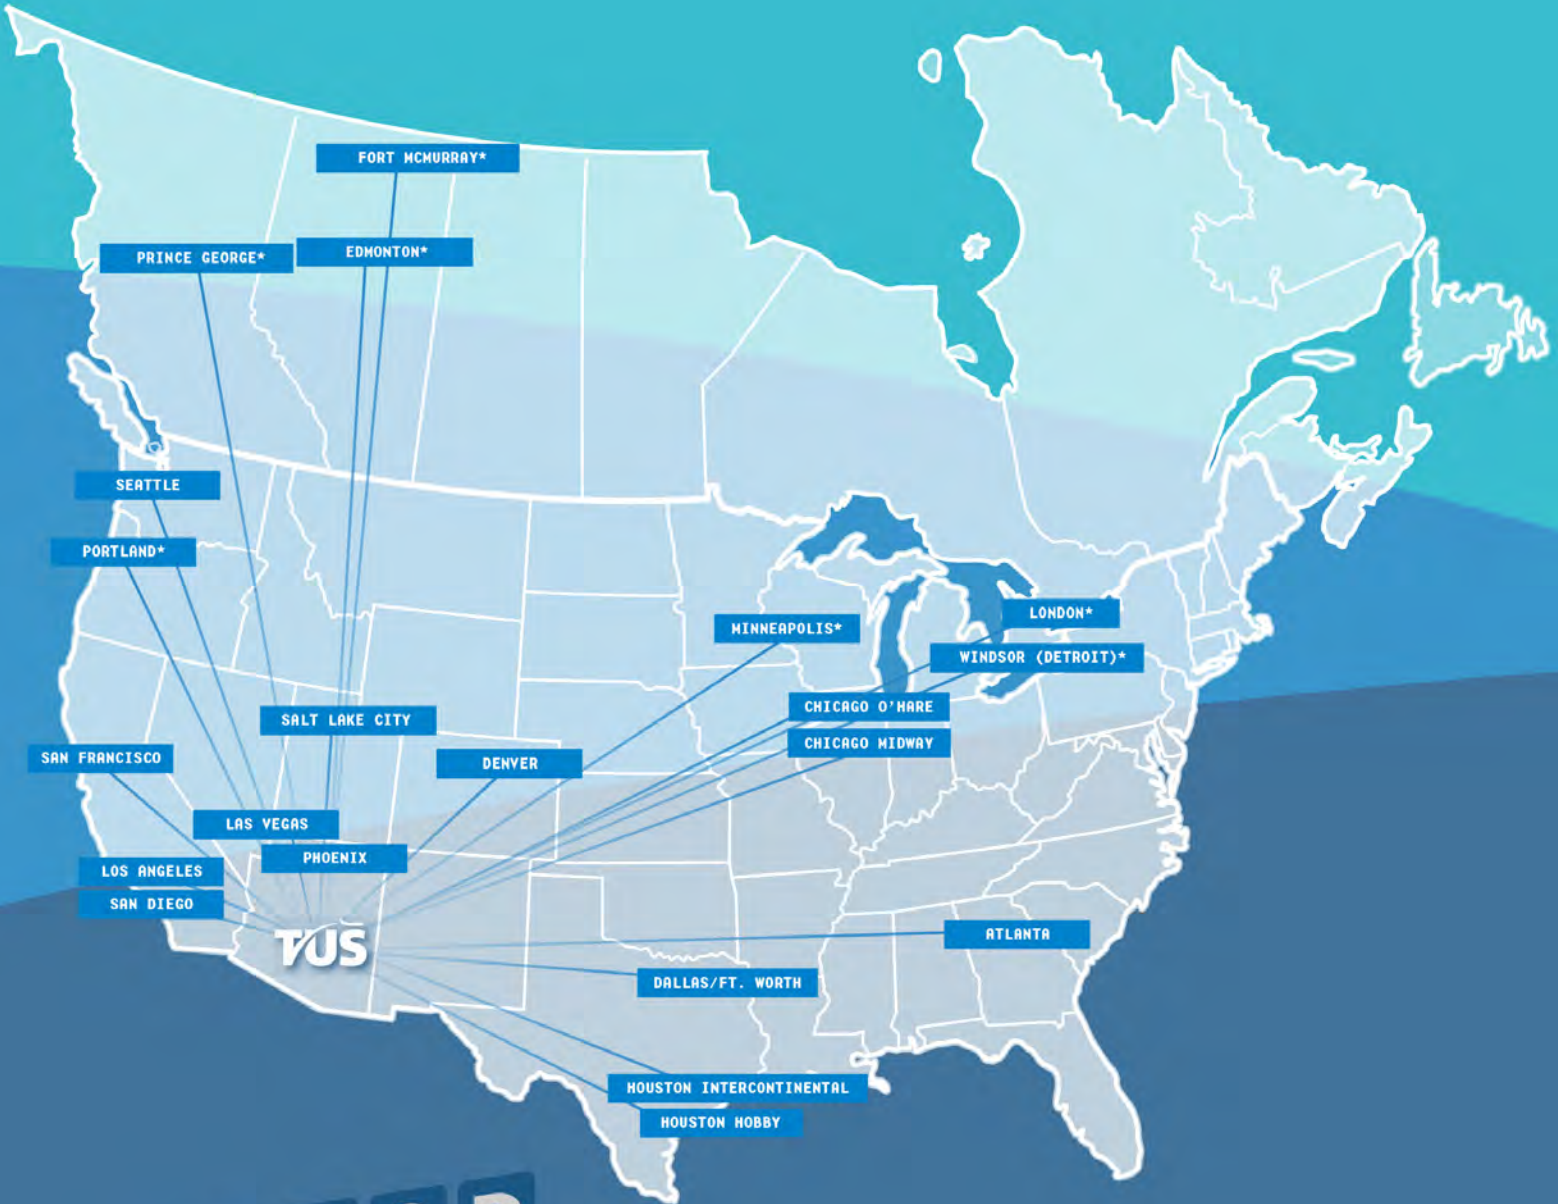 FORT MCMURRAY*
PRINCE GEORGE*
EDMONTON*
SEATTLE
PORTLAND*
LONDON*
MINNEAPOLIS*
WINDSOR (DETROIT)*
CHICAGO O'HARE
SALT LAKE CITY
CHICAGO MIDWAY
SAN FRANCISCO
DENVER
LAS VEGAS
PHOENIX
LOS ANGELES
SAN DIEGO
TUS
ATLANTA
DALLAS/FT. WORTH
HOUSTON INTERCONTINENTAL
HOUSTON HOBBY